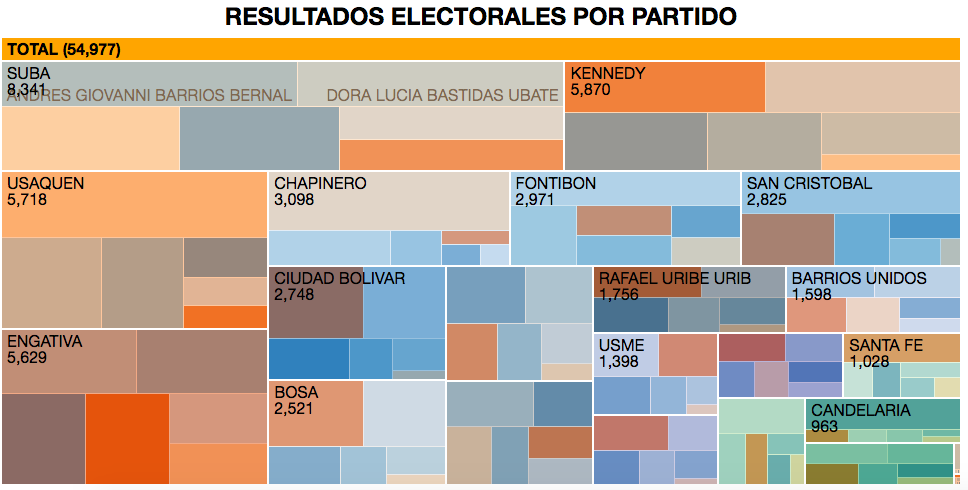 RESULTADOS ELECTORALES POR PARTIDO
TOTAL (54,977)
SUBA
8,341
ANDRES GIOVANNI BARRIOS BERNAL
DORA LUCIA BASTIDAS UBATE
KENNEDY
5,870
USAQUEN
5,718
CHAPINERO
3,098
FONTIBON
2,971
SAN CRISTOBAL
2,825
CIUDAD BOLIVAR
2,748
RAFAEL URIBE URIB
1,756
BARRIOS UNIDOS
1,598
ENGATIVA
5,629
USME
1,398
SANTA FE
1,028
BOSA
2,521
CANDELARIA
963